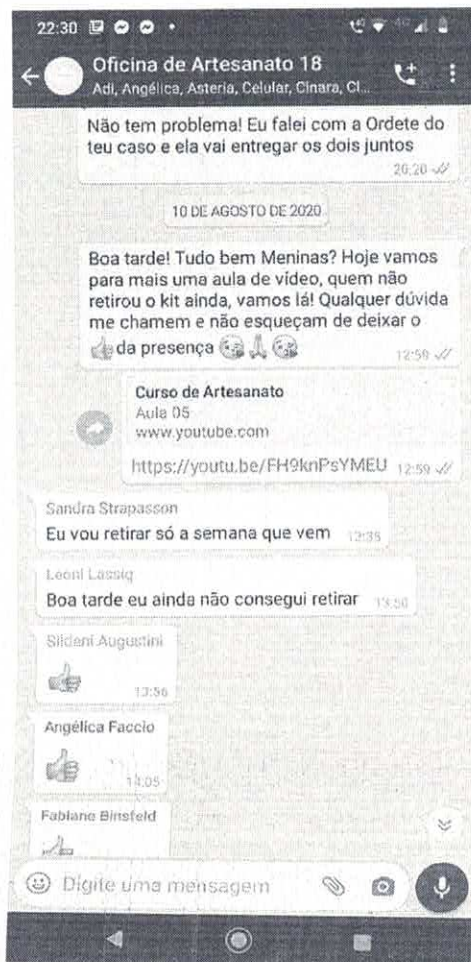 22:30
Oficina de Artesanato 18
Adi, Angélica, Asteria, Celular, Cinara, Cl...
Não tem problema! Eu falei com a Ordete do
teu caso e ela vai entregar os dois juntos
20:20
10 DE AGOSTO DE 2020
Boa tarde! Tudo bem Meninas? Hoje vamos
para mais uma aula de vídeo, quem não
retirou o kit ainda, vamos lá! Qualquer dúvida
me chamem e não esqueçam de deixar o
👍da presença 😘🙏😘 12:59
Curso de Artesanato
Aula 05
www.youtube.com
https://youtu.be/FH9knPsYMEU 12:59
Sandra Strapasson
Eu vou retirar só a semana que vem
Leoni Lassig
Boa tarde eu ainda não consegui retirar 13:50
Sildani Augustini
👍
13:56
Angélica Faccio
👍
14:05
Fabiane Binsfeld
Digite uma mensagem